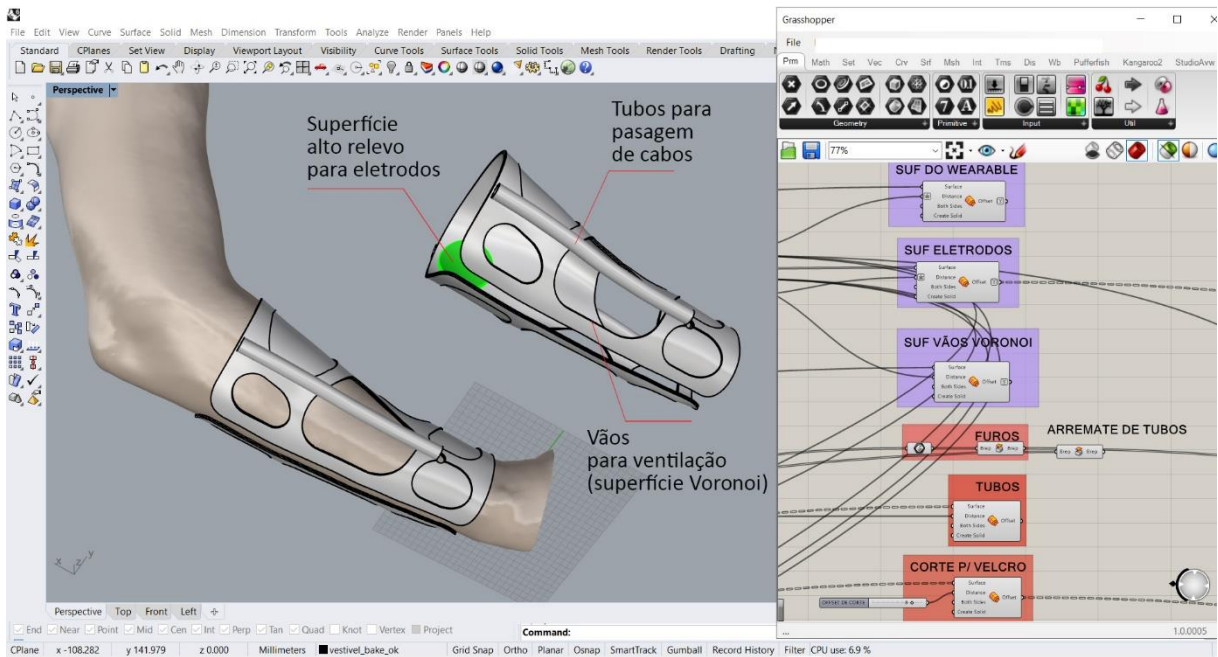 File Edit View Curve Surface Solid Mesh Dimension Transform Tools Analyze Render Panels Help
Standard CPlanes Set View Display Viewport Layout Visibility Curve Tools Surface Tools Solid Tools Mesh Tools Render Tools Drafting
Perspective
Superfície
alto relevo
para eletrodos
Tubos para
pasagem
de cabos
Vãos
para ventilação
(superfície Voronoi)
z
y
x
Perspective Top Front Left
End Near Point Mid Cen Int Perp Tan Quad Knot Vertex Project
Command:
CPlane x -108.282 y 141.979 z 0.000 Millimeters vestivel_bake_ok Grid Snap Ortho Planar Osnap SmartTrack Gumball Record History Filter CPU use: 6.9 %
Grasshopper
File
Prm Math Set Vec Crv Srf Msh Int Trns Dis Wb Pufferfish Kangaroo2 StudioAvw
Geometry Primitive Input Util
77%
SUF DO WEARABLE
Surface
Distance
Both Sides
Create Solid
Offset
SUF ELETRODOS
Surface
Distance
Both Sides
Create Solid
Offset
SUF VÃOS VORONOI
Surface
Distance
Both Sides
Create Solid
Offset
FUROS
Brep Brep
ARREMATE DE TUBOS
Brep Brep
TUBOS
Surface
Distance
Both Sides
Create Solid
Offset
CORTE P/ VELCRO
Surface
Distance
Both Sides
Create Solid
Offset
OFFSET DE CORTE
...
1.0.0005